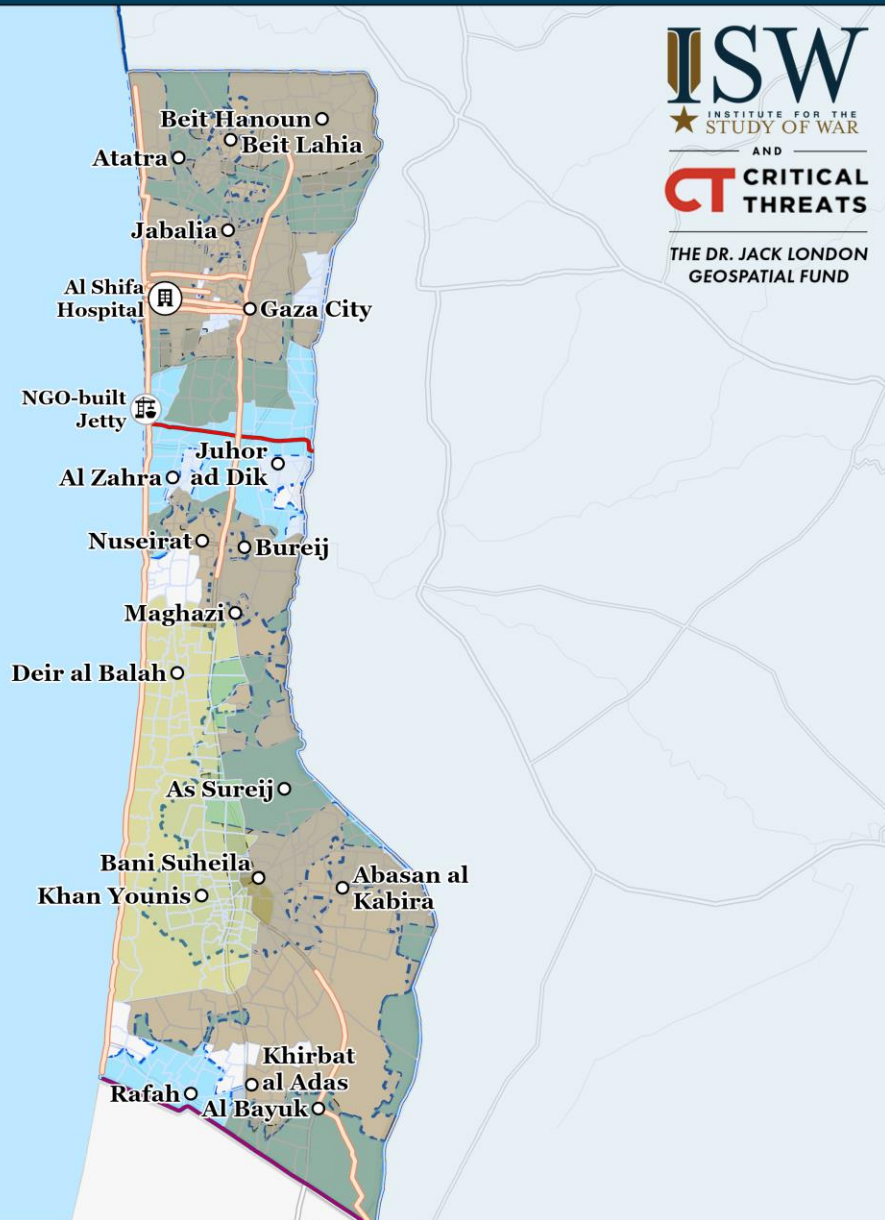 ISW
INSTITUTE FOR THE
STUDY OF WAR
AND
CT CRITICAL
THREATS
THE DR. JACK LONDON
GEOSPATIAL FUND
Beit Hanoun
Beit Lahia
Atatra
Jabalia
Al Shifa
Hospital
Gaza City
NGO-built
Jetty
Juhor
ad Dik
Al Zahra
Nuseirat
Bureij
Maghazi
Deir al Balah
As Sureij
Bani Suheila
Abasan al
Kabira
Khan Younis
Khirbat
al Adas
Rafah
Al Bayuk